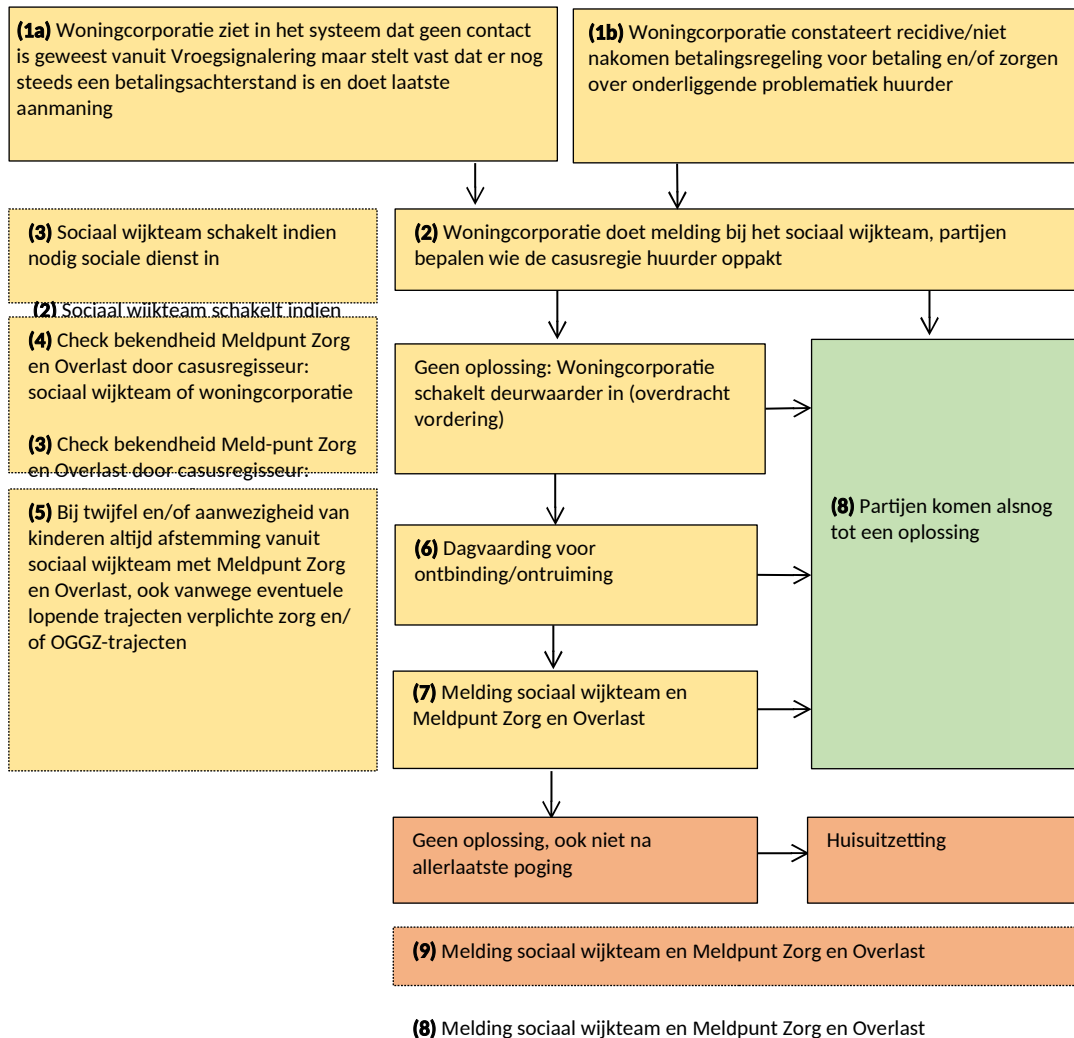 (1a) Woningcorporatie ziet in het systeem dat geen contact
is geweest vanuit Vroegsignalering maar stelt vast dat er nog
steeds een betalingsachterstand is en doet laatste
aanmaning
(1b) Woningcorporatie constateert recidive/niet
nakomen betalingsregeling voor betaling en/of zorgen
over onderliggende problematiek huurder
(3) Sociaal wijkteam schakelt indien
nodig sociale dienst in
(2) Sociaal wijkteam schakelt indien
(2) Woningcorporatie doet melding bij het sociaal wijkteam, partijen
bepalen wie de casusregie huurder oppakt
(4) Check bekendheid Meldpunt Zorg
en Overlast door casusregisseur:
sociaal wijkteam of woningcorporatie
(3) Check bekendheid Meld-punt Zorg
en Overlast door casusregisseur:
Geen oplossing: Woningcorporatie
schakelt deurwaarder in (overdracht
vordering)
(5) Bij twijfel en/of aanwezigheid van
kinderen altijd afstemming vanuit
sociaal wijkteam met Meldpunt Zorg
en Overlast, ook vanwege eventuele
lopende trajecten verplichte zorg en/
of OGGZ-trajecten
(6) Dagvaarding voor
ontbinding/ontruiming
(8) Partijen komen alsnog
tot een oplossing
(7) Melding sociaal wijkteam en
Meldpunt Zorg en Overlast
Geen oplossing, ook niet na
allerlaatste poging
Huisuitzetting
(9) Melding sociaal wijkteam en Meldpunt Zorg en Overlast
(8) Melding sociaal wijkteam en Meldpunt Zorg en Overlast